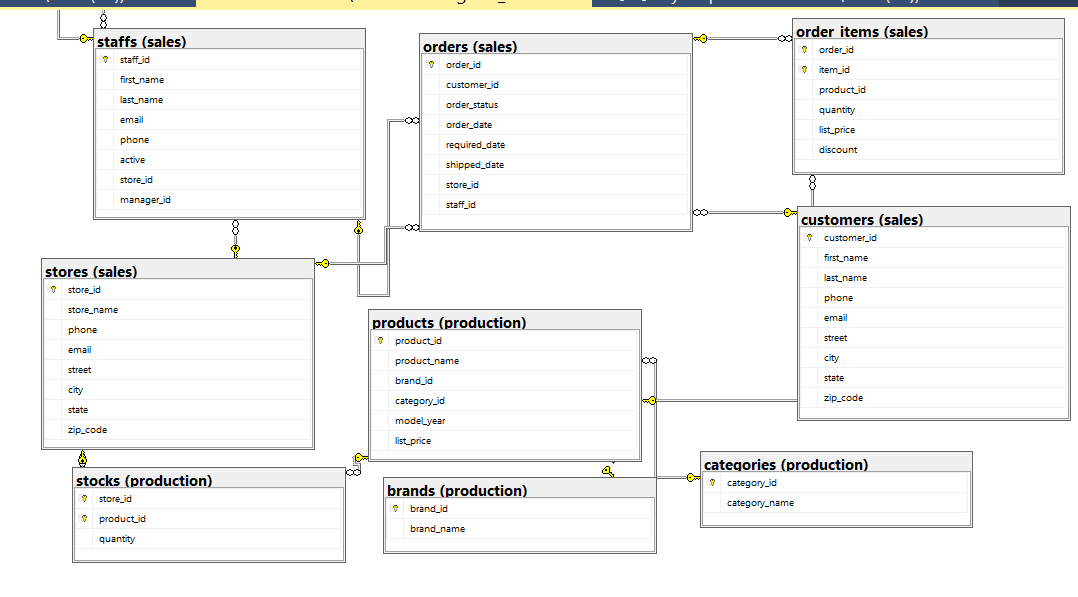 staffs (sales)
staff_id
first_name
last_name
email
phone
active
store_id
manager_id
orders (sales)
order_id
customer_id
order_status
order_date
required_date
shipped_date
store_id
staff_id
order_items (sales)
order_id
item_id
product_id
quantity
list_price
discount
customers (sales)
customer_id
first_name
last_name
phone
email
street
city
state
zip_code
stores (sales)
store_id
store_name
phone
email
street
city
state
zip_code
products (production)
product_id
product_name
brand_id
category_id
model_year
list_price
stocks (production)
store_id
product_id
quantity
brands (production)
brand_id
brand_name
categories (production)
category_id
category_name